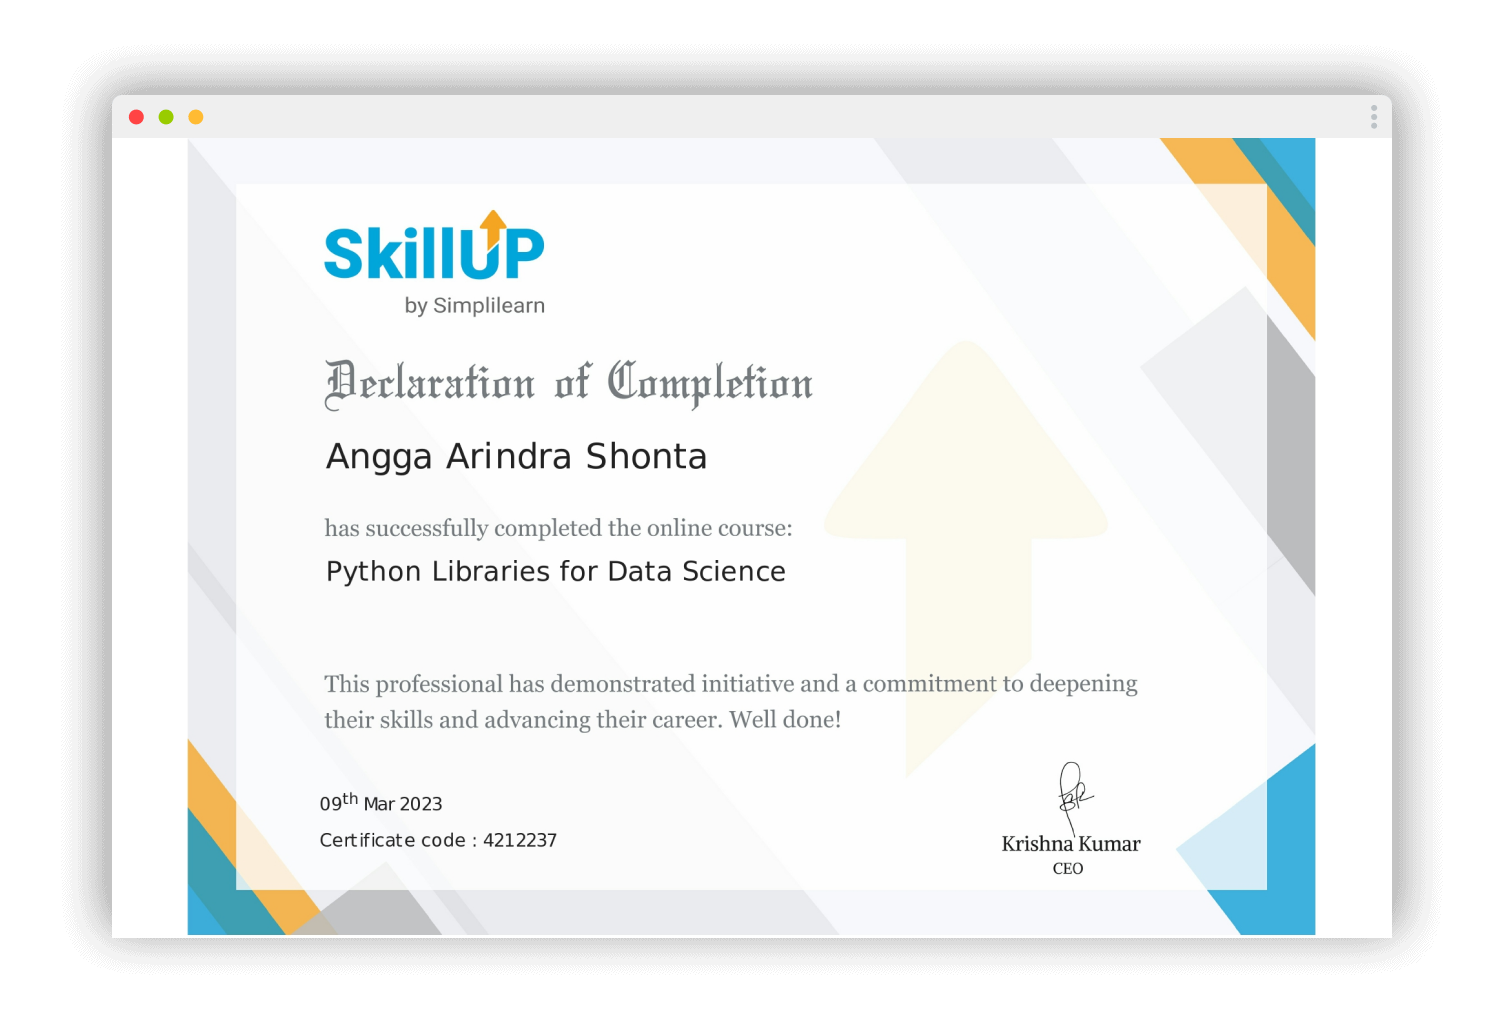 SkillUP
by Simplilearn
Declaration of Completion
Angga Arindra Shonta
has successfully completed the online course:
Python Libraries for Data Science
This professional has demonstrated initiative and a commitment to deepening
their skills and advancing their career. Well done!
09th Mar 2023
Certificate code : 4212237
Krishna Kumar
CEO